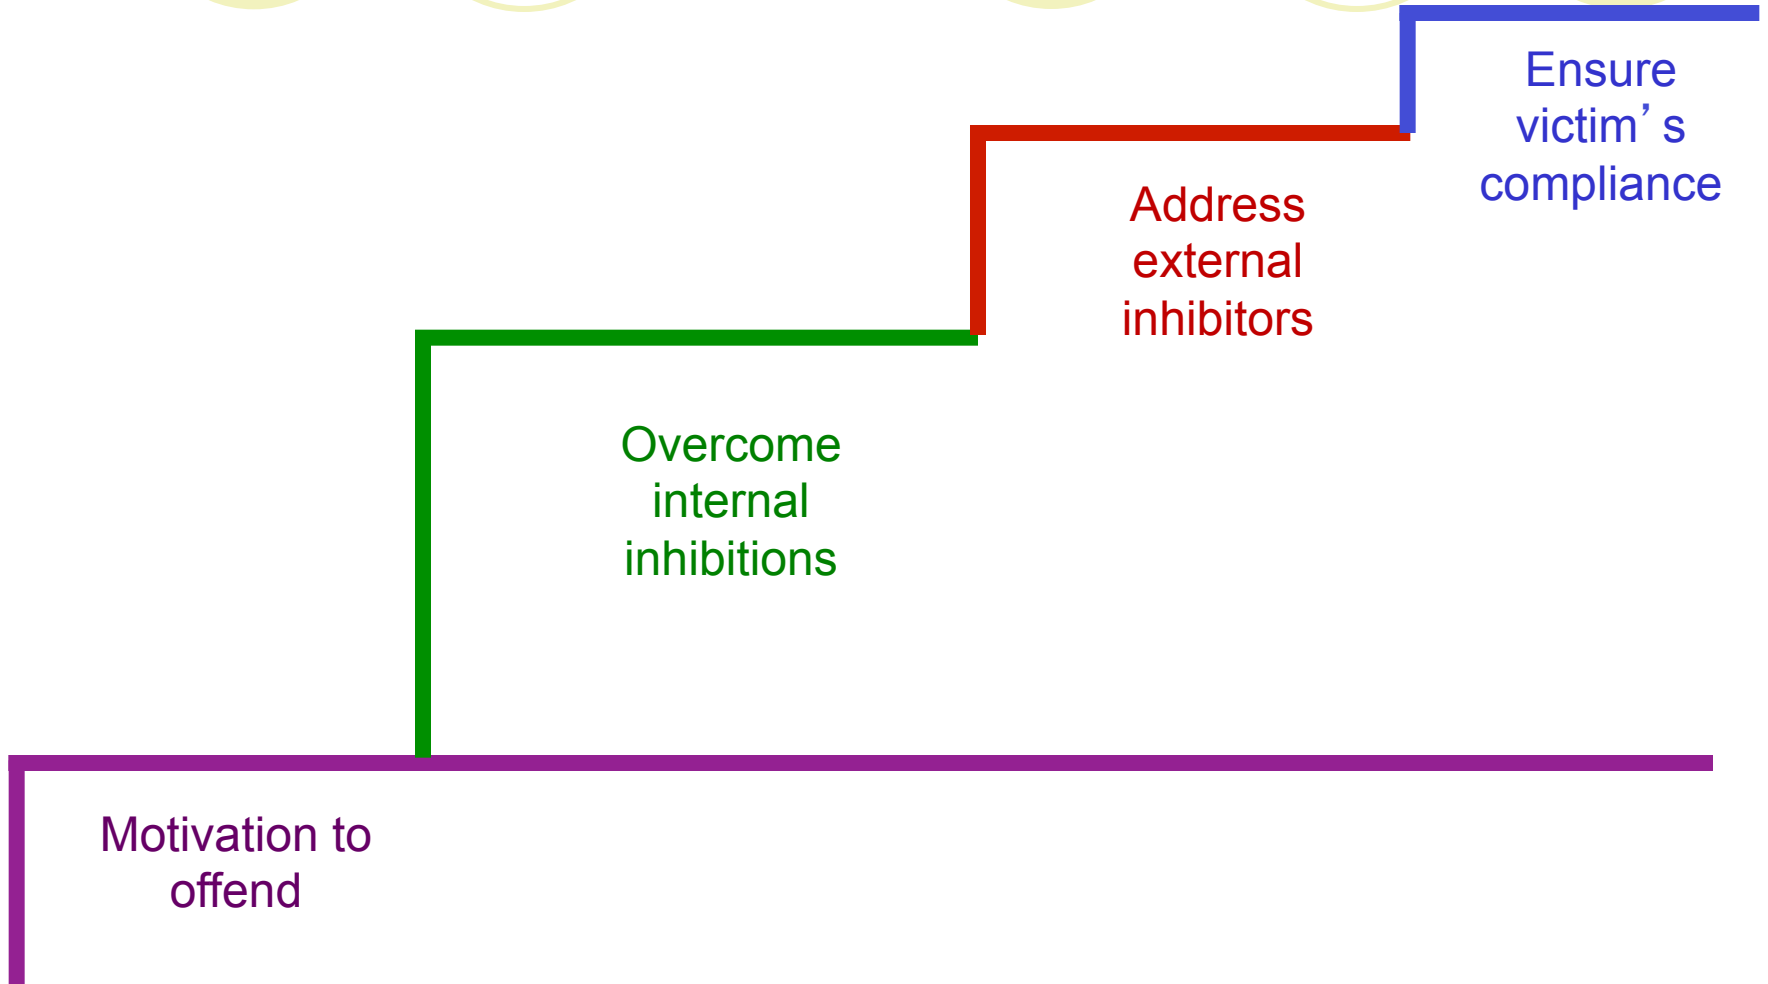 Ensure
victim’s
compliance
Address
external
inhibitors
Overcome
internal
inhibitions
Motivation to
offend